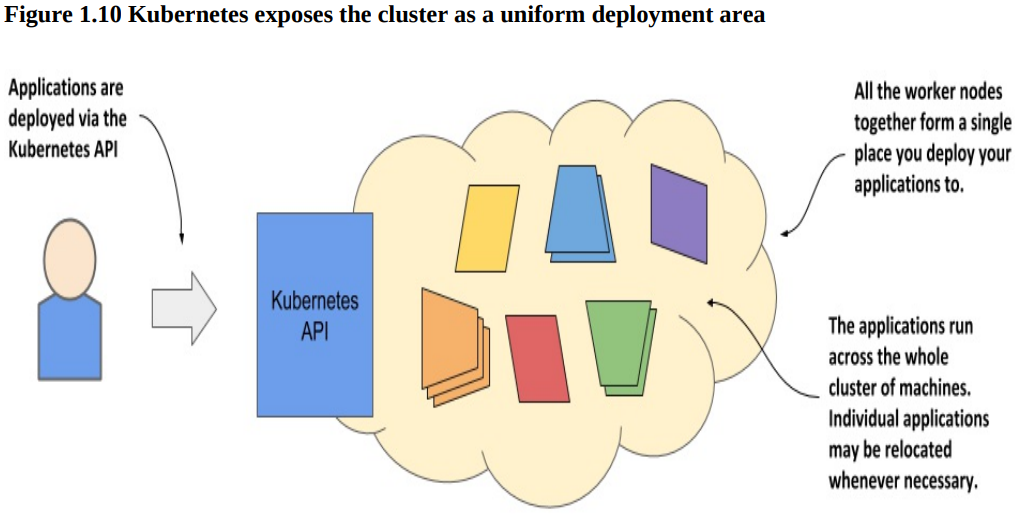 Figure 1.10 Kubernetes exposes the cluster as a uniform deployment area
Applications are
deployed via the
Kubernetes API
Kubernetes
API
All the worker nodes
together form a single
place you deploy your
applications to.
The applications run
across the whole
cluster of machines.
Individual applications
may be relocated
whenever necessary.